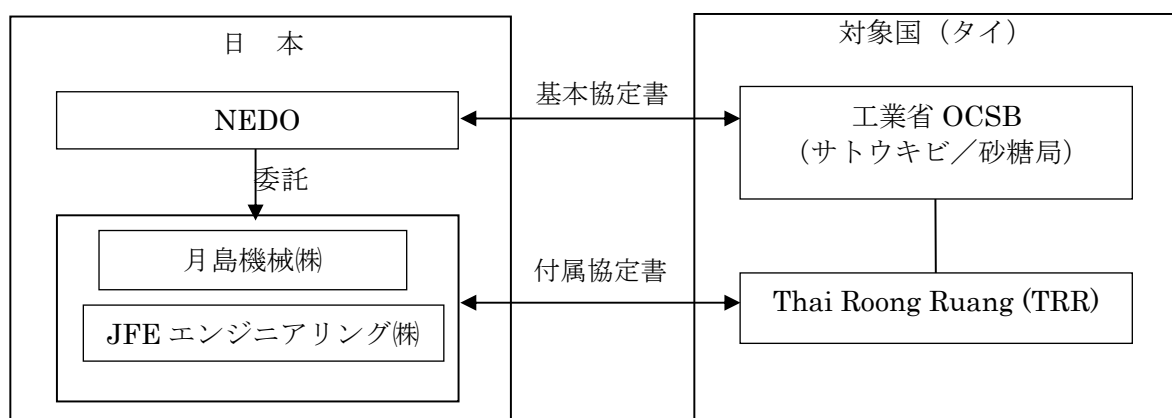 日　本
NEDO
委託
月島機械㈱
JFE エンジニアリング㈱
基本協定書
付属協定書
対象国（タイ）
工業省 OCSB
（サトウキビ／砂糖局）
Thai Roong Ruang (TRR)